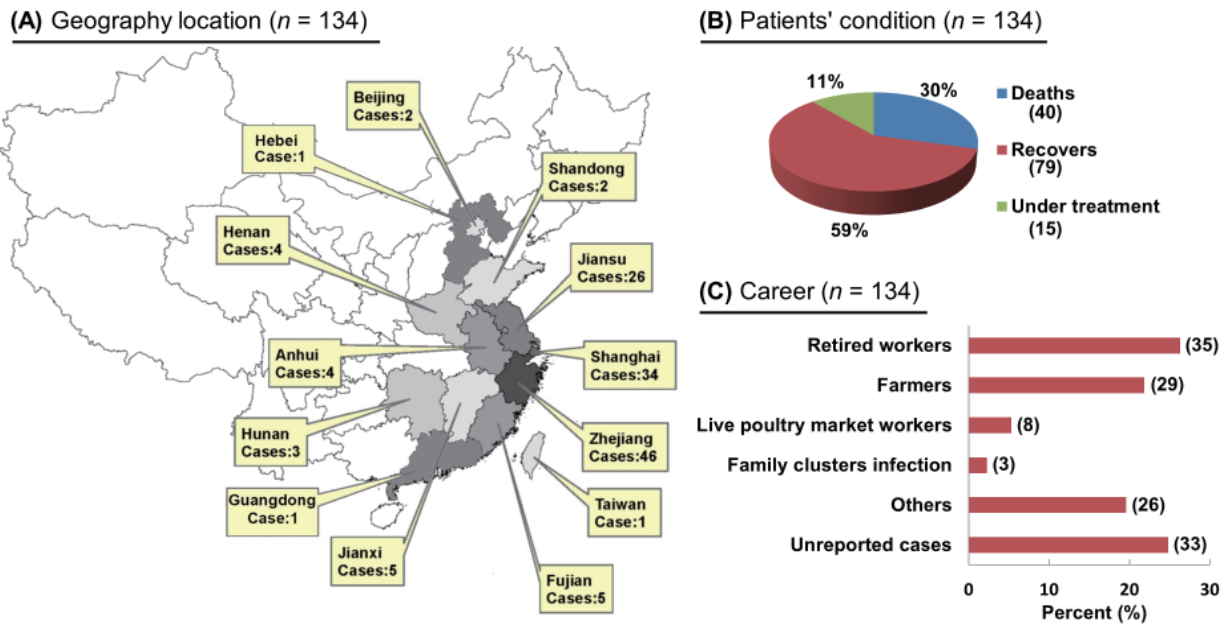 (A) Geography location (n = 134)
Beijing
Cases:2
Hebei
Case:1
Shandong
Cases:2
Henan
Cases:4
Jiansu
Cases:26
Anhui
Cases:4
Shanghai
Cases:34
Hunan
Cases:3
Zhejiang
Cases:46
Guangdong
Case:1
Taiwan
Case:1
Jianxi
Cases:5
Fujian
Cases:5
(B) Patients' condition (n = 134)
11%
30%
59%
Deaths
(40)
Recovers
(79)
Under treatment
(15)
(C) Career (n = 134)
Retired workers (35)
Farmers (29)
Live poultry market workers (8)
Family clusters infection (3)
Others (26)
Unreported cases (33)
0 10 20 30
Percent (%)